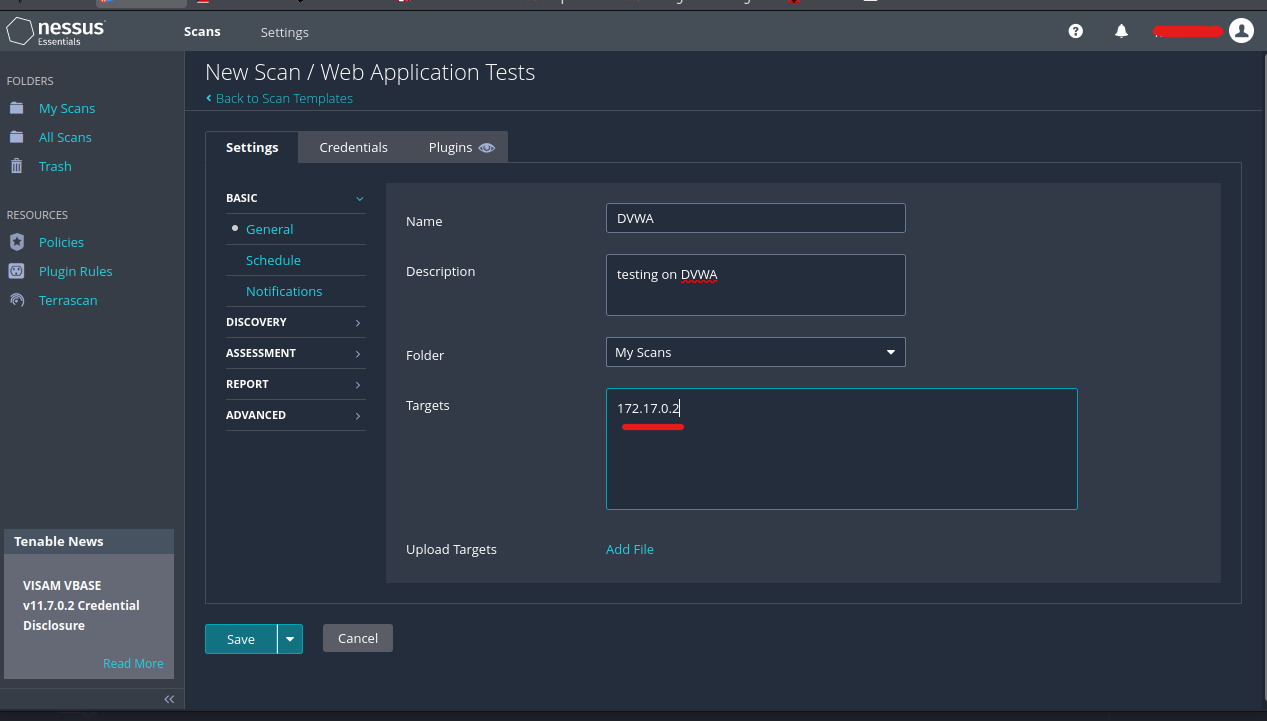 nessus
Essentials
Scans
Settings
FOLDERS
My Scans
All Scans
Trash
RESOURCES
Policies
Plugin Rules
Terrascan
Tenable News
VISAM VBASE
v11.7.0.2 Credential
Disclosure
Read More
New Scan / Web Application Tests
Back to Scan Templates
Settings
Credentials
Plugins
BASIC
General
Schedule
Notifications
DISCOVERY
ASSESSMENT
REPORT
ADVANCED
Name
DVWA
Description
testing on DVWA
Folder
My Scans
Targets
172.17.0.2
Upload Targets
Add File
Save
Cancel